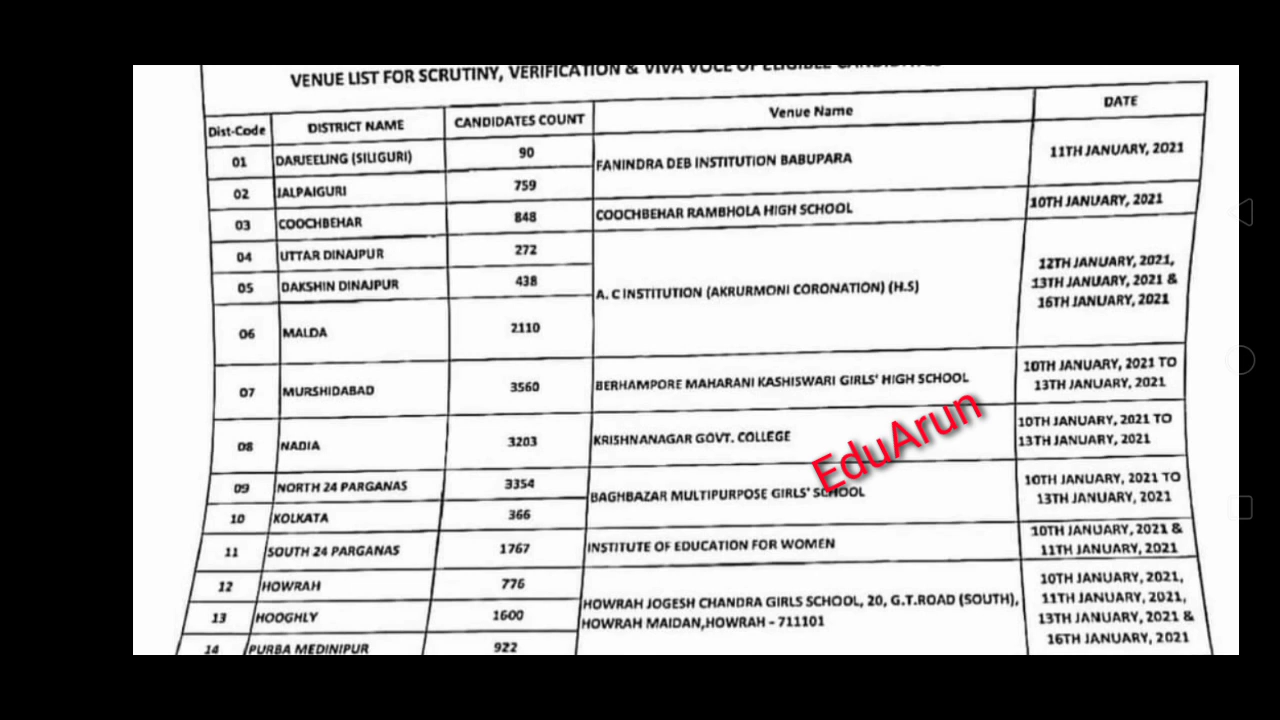 VENUE LIST FOR SCRUTINY, VERIFICATION & VIVA VOCE OF ELIGIBLE CANDIDATES
Dist-Code DISTRICT NAME CANDIDATES COUNT Venue Name DATE
01 DARJEELING (SILIGURI) 90 FANINDRA DEB INSTITUTION BABUPARA 11TH JANUARY, 2021
02 JALPAIGURI 759
03 COOCHBEHAR 848 COOCHBEHAR RAMBHOLA HIGH SCHOOL 10TH JANUARY, 2021
04 UTTAR DINAJPUR 272 12TH JANUARY, 2021,
05 DAKSHIN DINAJPUR 438 A. C INSTITUTION (AKRURMONI CORONATION) (H.S) 13TH JANUARY, 2021 &
16TH JANUARY, 2021
06 MALDA 2110
07 MURSHIDABAD 3560 BERHAMPORE MAHARANI KASHISWARI GIRLS' HIGH SCHOOL 10TH JANUARY, 2021 TO
13TH JANUARY, 2021
08 NADIA 3203 KRISHNANAGAR GOVT. COLLEGE 10TH JANUARY, 2021 TO
13TH JANUARY, 2021
EduArun
09 NORTH 24 PARGANAS 3354 BAGHBAZAR MULTIPURPOSE GIRLS' SCHOOL 10TH JANUARY, 2021 TO
13TH JANUARY, 2021
10 KOLKATA 366
11 SOUTH 24 PARGANAS 1767 INSTITUTE OF EDUCATION FOR WOMEN 10TH JANUARY, 2021 &
11TH JANUARY, 2021
12 HOWRAH 776 10TH JANUARY, 2021,
13 HOOGHLY 1600 HOWRAH JOGESH CHANDRA GIRLS SCHOOL, 20, G.T.ROAD (SOUTH), 11TH JANUARY, 2021,
HOWRAH MAIDAN,HOWRAH - 711101 13TH JANUARY, 2021 &
14 PURBA MEDINIPUR 922 16TH JANUARY, 2021